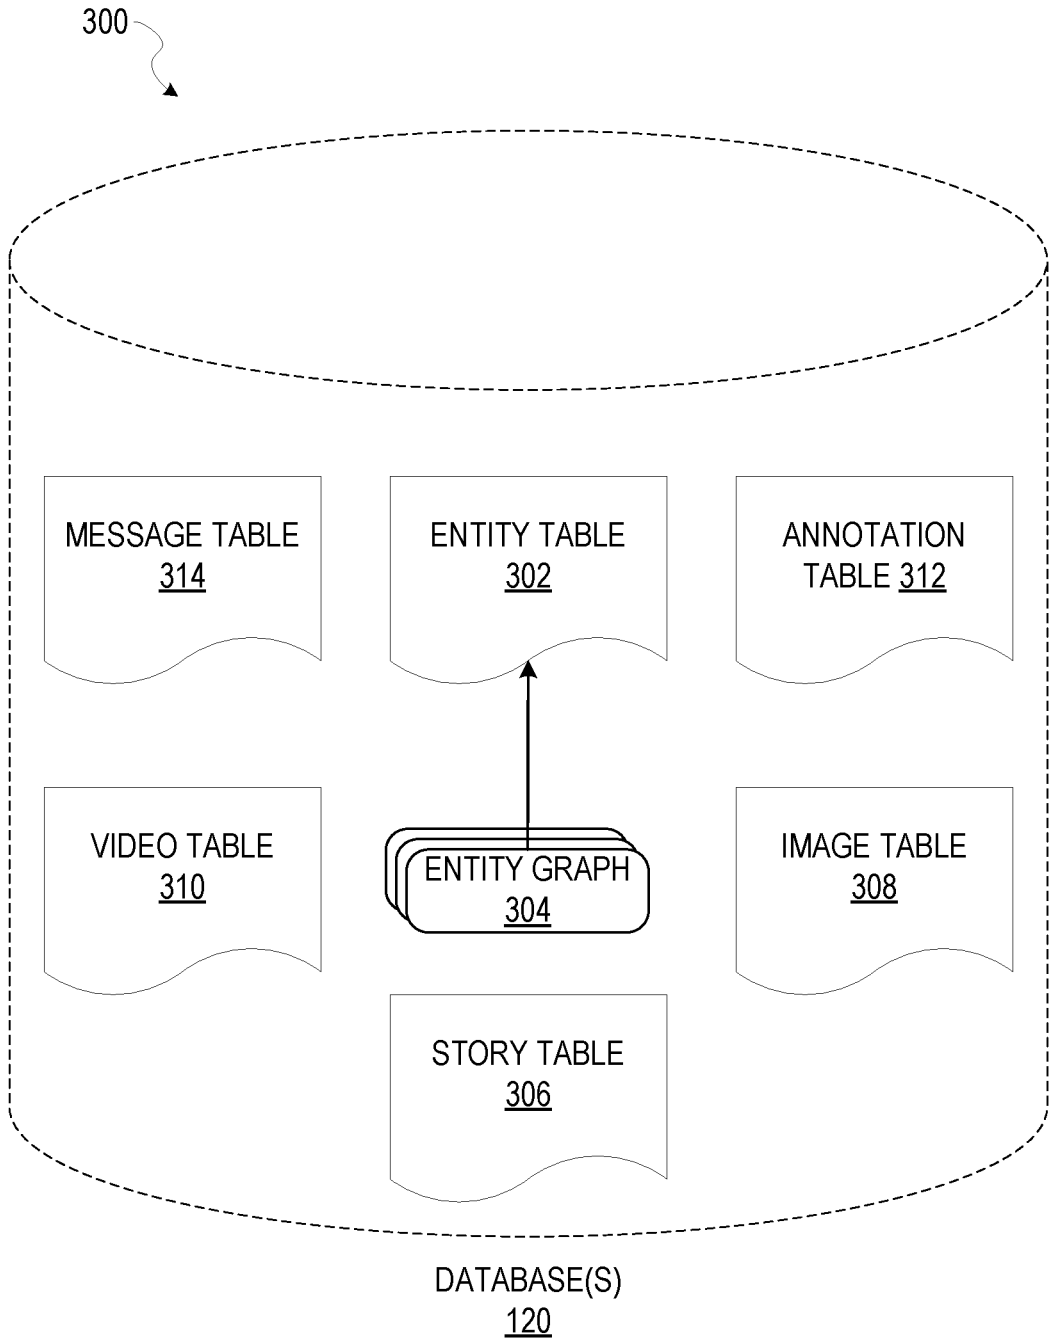 300
MESSAGE TABLE
314
ENTITY TABLE
302
ANNOTATION
TABLE 312
VIDEO TABLE
310
ENTITY GRAPH
304
IMAGE TABLE
308
STORY TABLE
306
DATABASE(S)
120